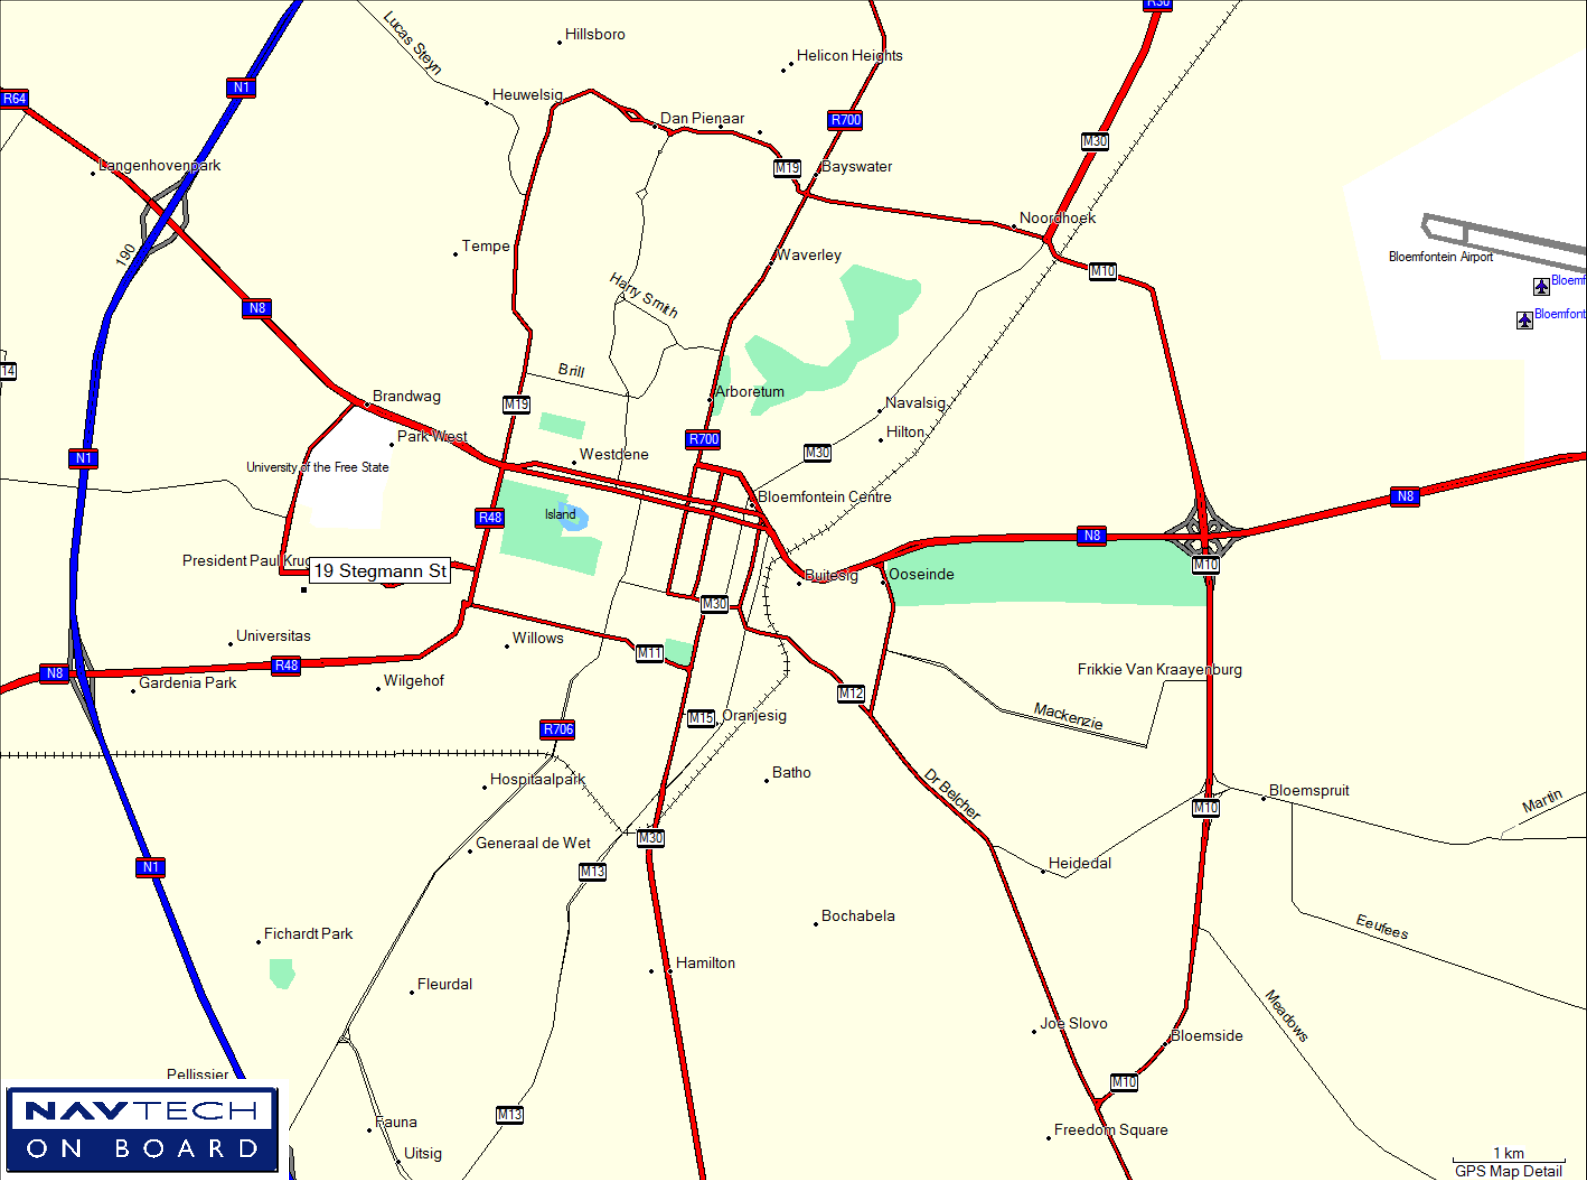 R30
Lucas Steyn
Hillsboro
Helicon Heights
N1
R64
Heuwelsig
Dan Pienaar
R700
M30
Langenhovenpark
M19
Bayswater
Noordhoek
190
Tempe
Waverley
Bloemfontein Airport
M10
Harry Smith
Bloemf
N8
Bloemfont
14
Brill
Brandwag
M19
Arboretum
Navalsig
Park West
R700
Hilton
N1
University of the Free State
Westdene
M30
Bloemfontein Centre
N8
R48
Island
N8
President Paul Krug
19 Stegmann St
M10
Buitesig
Ooseinde
M30
Universitas
Willows
M11
N8
R48
Frikkie Van Kraayenburg
Gardenia Park
Wilgehof
M12
M15
Oranjesig
Mackenzie
R706
Hospitaalpark
Batho
Dr Belcher
Bloemspruit
Martin
M10
M30
Generaal de Wet
N1
M13
Heidedal
Bochabela
Eeufees
Fichardt Park
Hamilton
Fleurdal
Meadows
Joe Slovo
Bloemside
Pellissier
M10
NAVTECH
ON BOARD
M13
Fauna
Freedom Square
Uitsig
1 km
GPS Map Detail